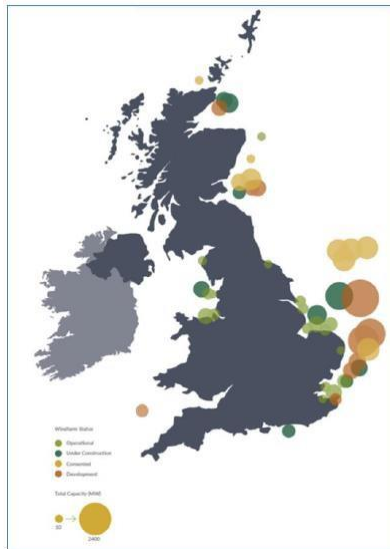 Windfarm Status
Operational
Under Construction
Consented
Development
Total Capacity (MW)
10
2400